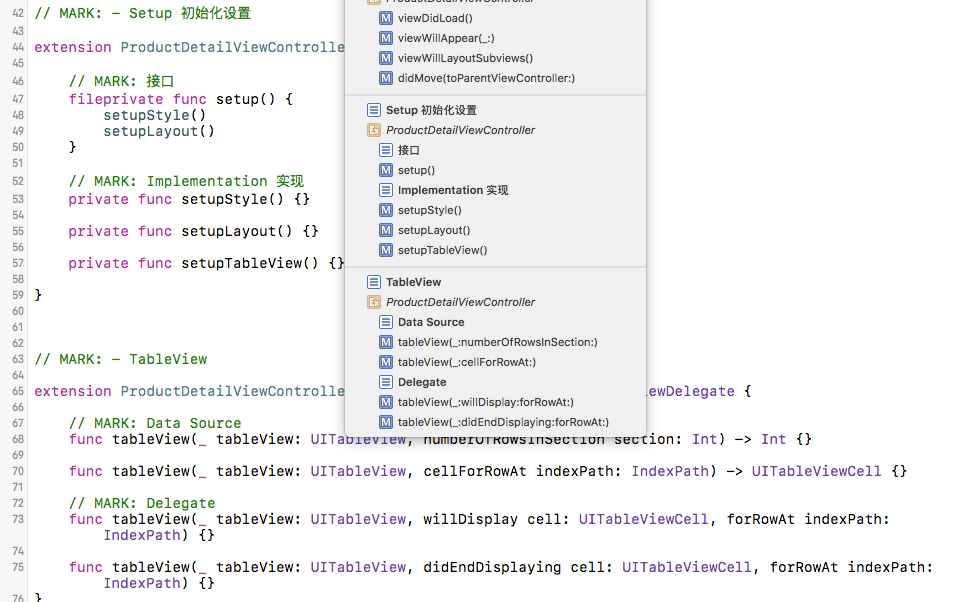 42 // MARK: – Setup 初始化设置
43
44 extension ProductDetailViewControlle
45
46 // MARK: 接口
47 fileprivate func setup() {
48 setupStyle()
49 setupLayout()
50 }
51
52 // MARK: Implementation 实现
53 private func setupStyle() {}
54
55 private func setupLayout() {}
56
57 private func setupTableView() {}
58
59 }
60
61
62
63 // MARK: – TableView
64
65 extension ProductDetailViewControlle ewDelegate {
66
67 // MARK: Data Source
68 func tableView(_ tableView: UITableView, numberOfRowsInSection section: Int) –> Int {}
69
70 func tableView(_ tableView: UITableView, cellForRowAt indexPath: IndexPath) –> UITableViewCell {}
71
72 // MARK: Delegate
73 func tableView(_ tableView: UITableView, willDisplay cell: UITableViewCell, forRowAt indexPath:
IndexPath) {}
74
75 func tableView(_ tableView: UITableView, didEndDisplaying cell: UITableViewCell, forRowAt indexPath:
IndexPath) {}
76 }
ProductDetailViewController
M viewDidLoad()
M viewWillAppear(_:)
M viewWillLayoutSubviews()
M didMove(toParentViewController:)
Setup 初始化设置
Ex ProductDetailViewController
接口
M setup()
Implementation 实现
M setupStyle()
M setupLayout()
M setupTableView()
TableView
Ex ProductDetailViewController
Data Source
M tableView(_:numberOfRowsInSection:)
M tableView(_:cellForRowAt:)
Delegate
M tableView(_:willDisplay:forRowAt:)
M tableView(_:didEndDisplaying:forRowAt:)